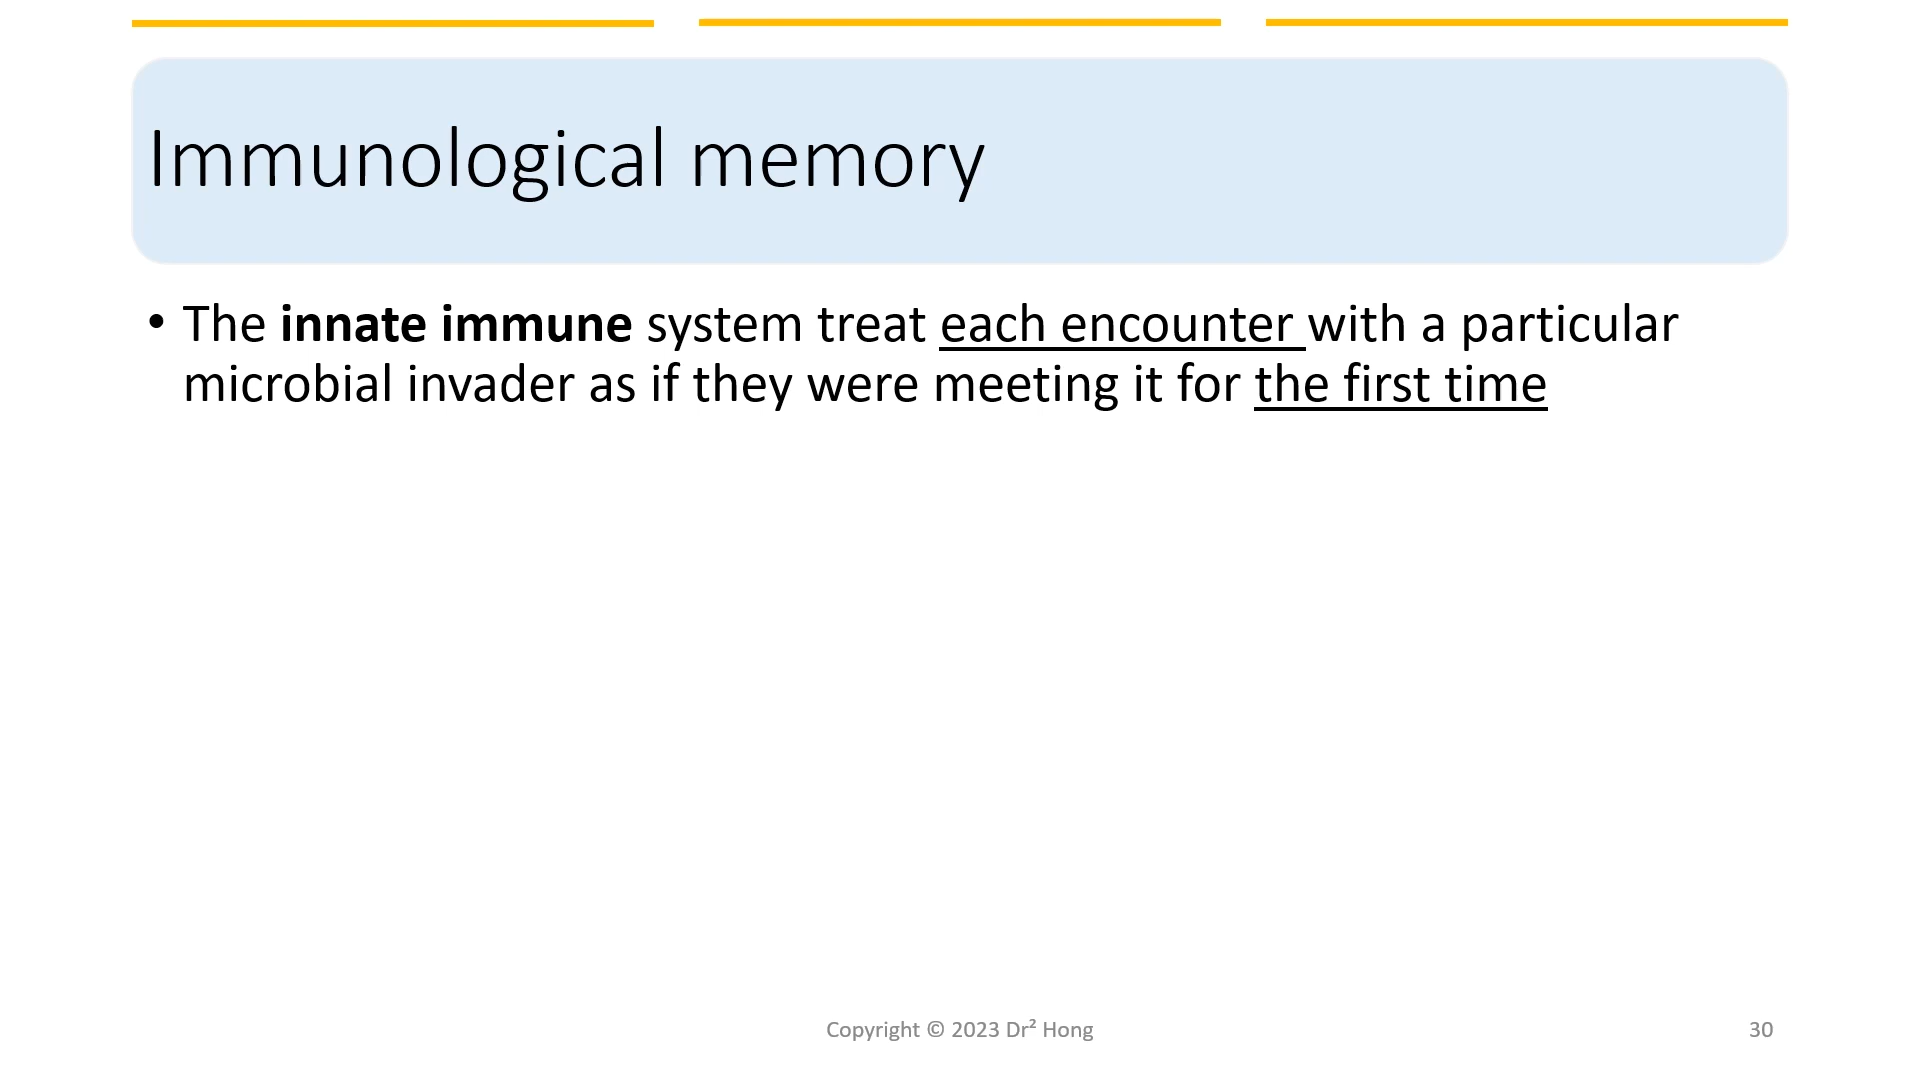 Immunological memory
• The innate immune system treat each encounter with a particular
microbial invader as if they were meeting it for the first time
Copyright © 2023 Dr² Hong
30